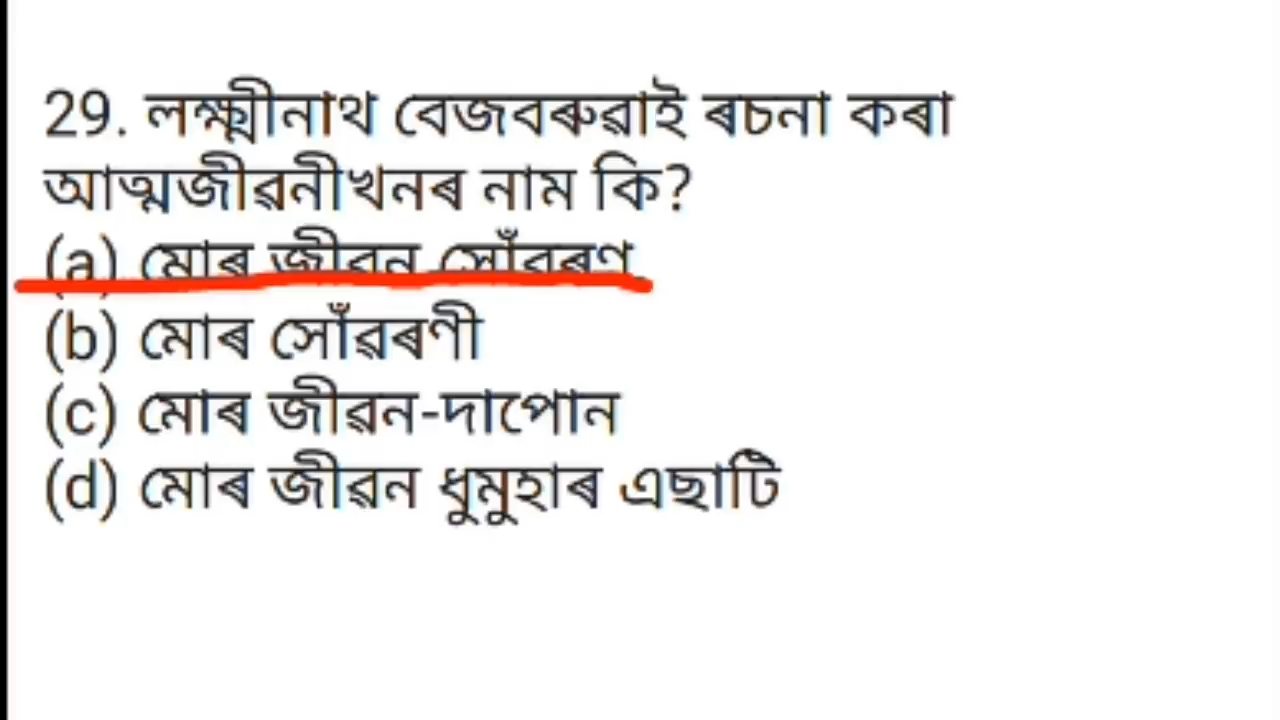 29. লক্ষ্মীনাথ বেজবৰুৱাই ৰচনা কৰা
আত্মজীৱনীখনৰ নাম কি?
(a) মোৰ জীৱন সোঁৱৰণ
(b) মোৰ সোঁৱৰণী
(c) মোৰ জীৱন-দাপোন
(d) মোৰ জীৱন ধুমুহাৰ এছাটি